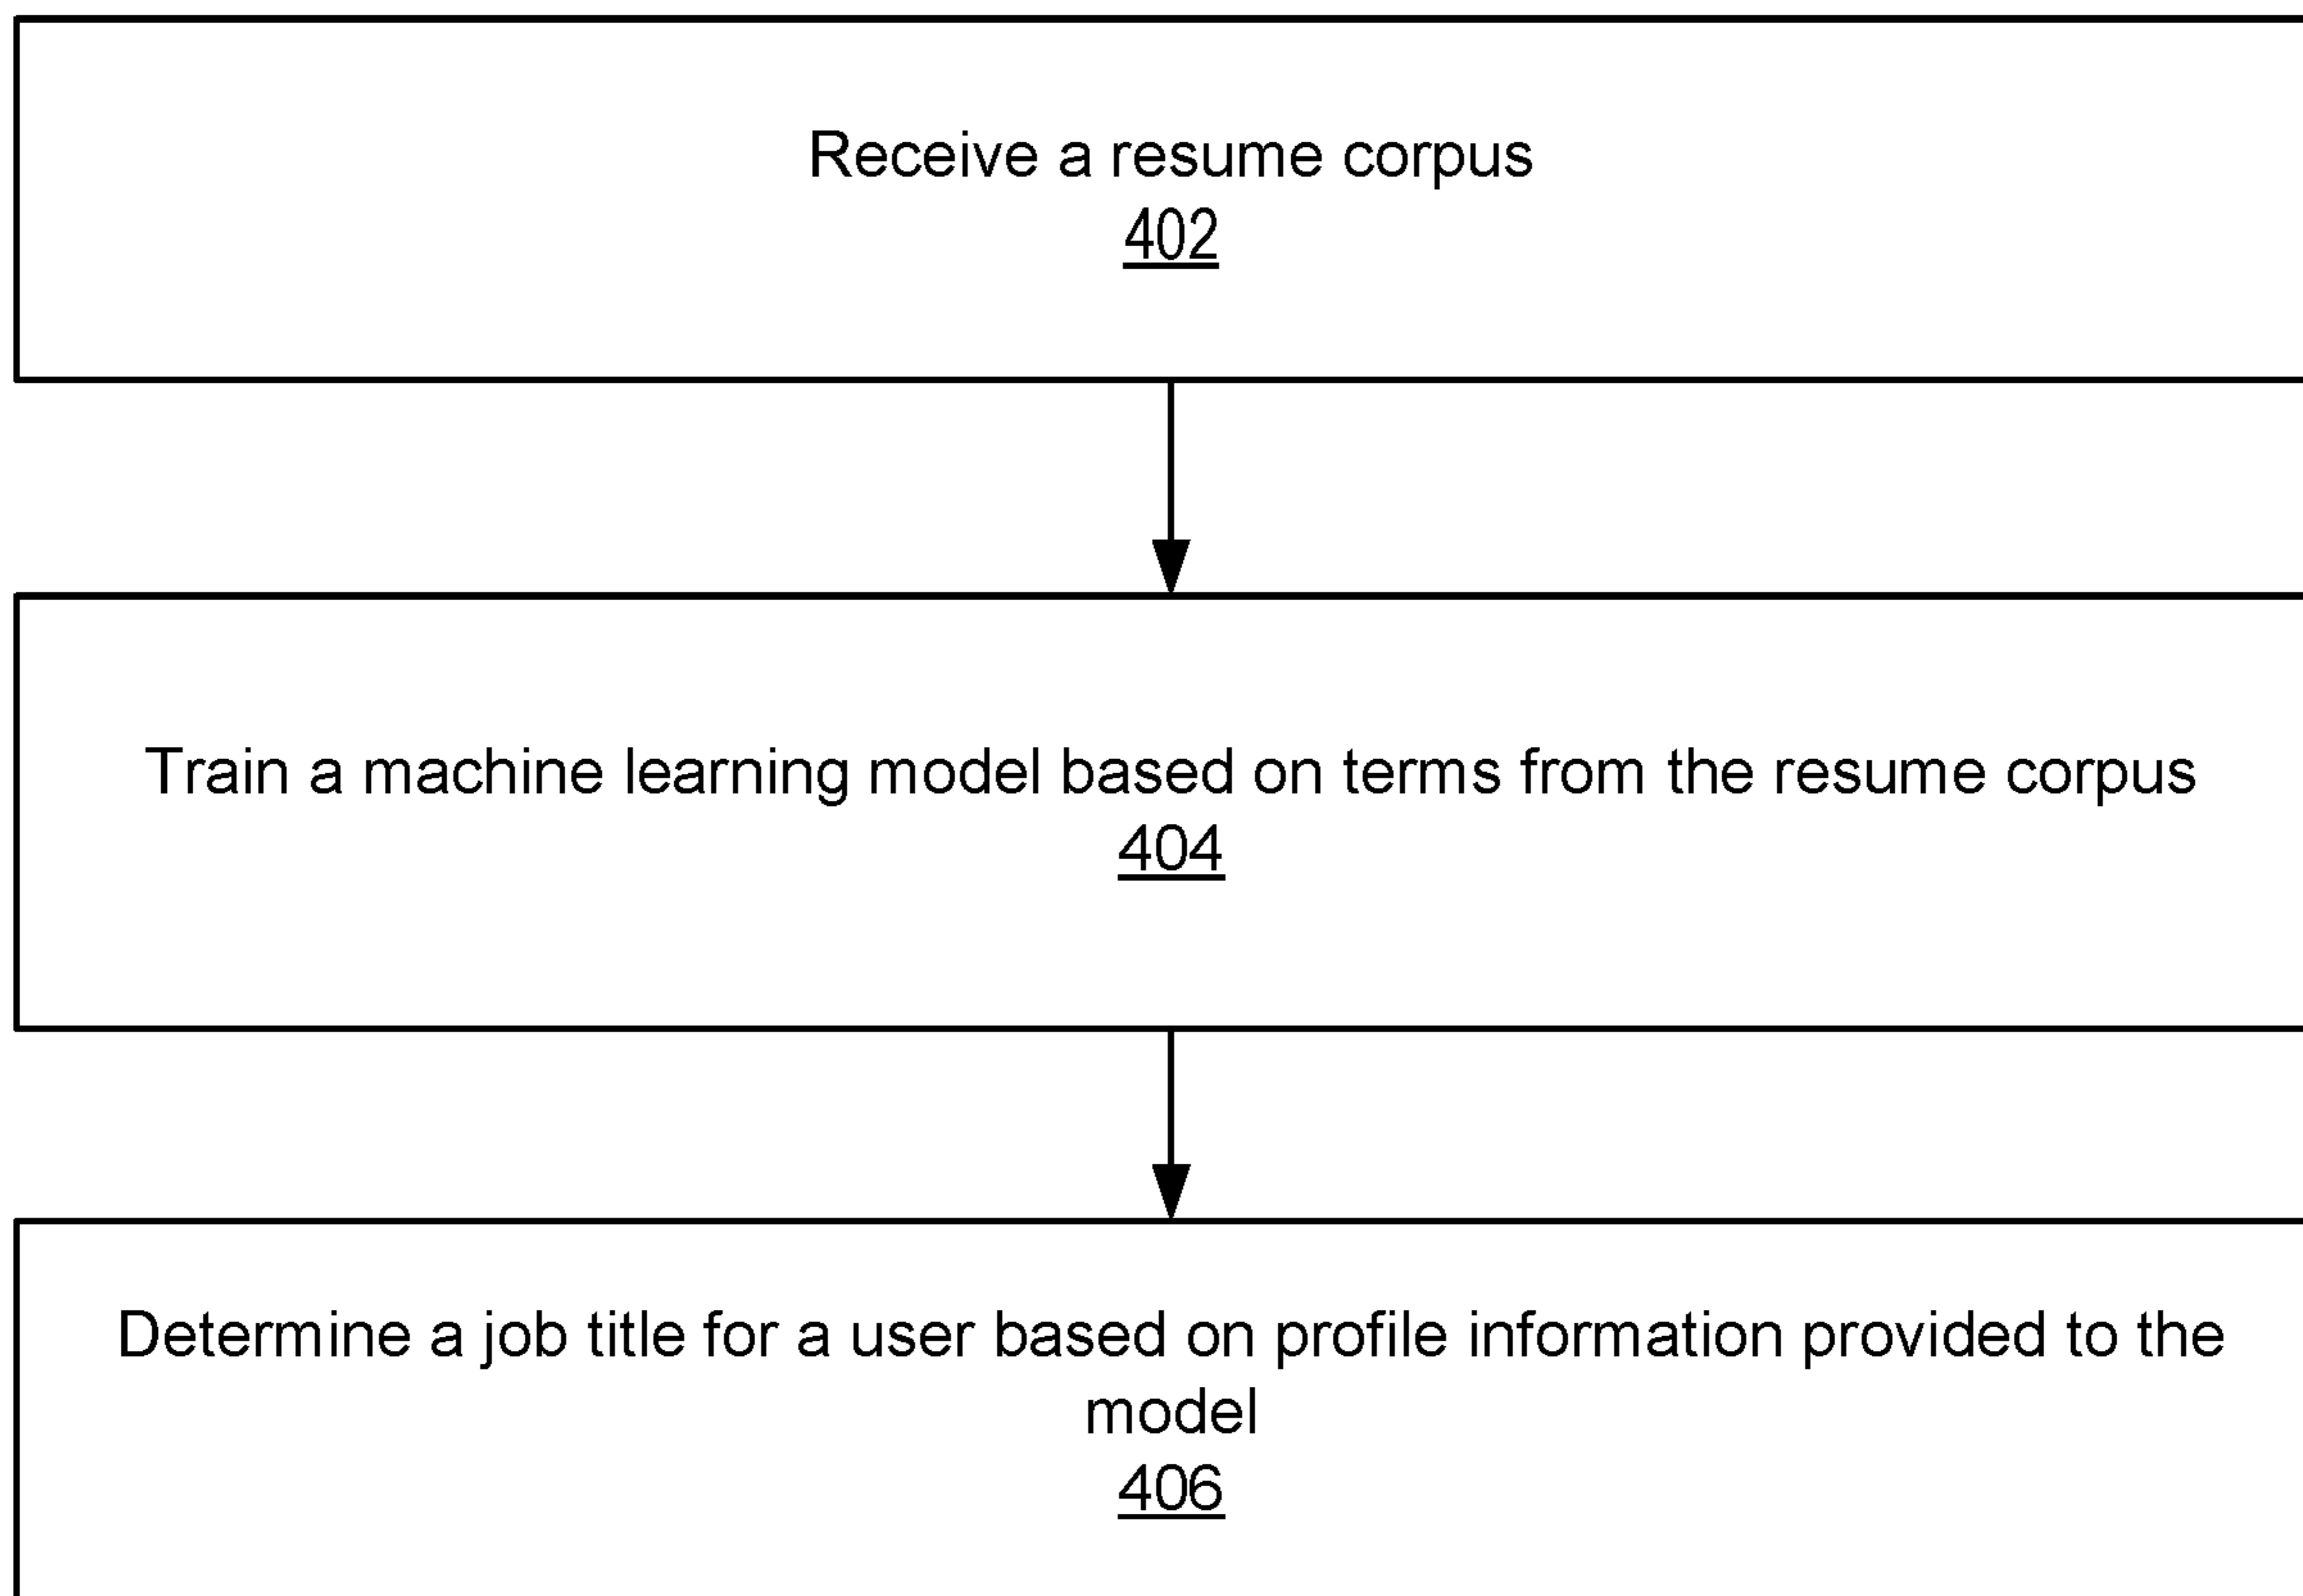 Receive a resume corpus
402
Train a machine learning model based on terms from the resume corpus
404
Determine a job title for a user based on profile information provided to the
model
406